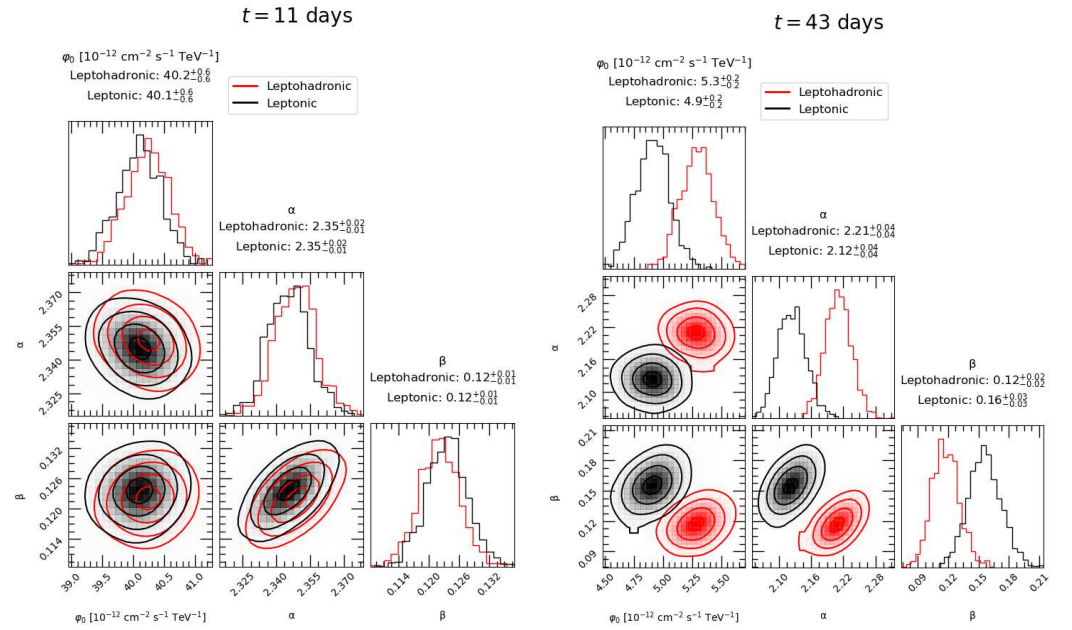 t = 11 days
φ₀ [10⁻¹² cm⁻² s⁻¹ TeV⁻¹]
Leptohadronic: 40.2+0.6−0.6
Leptonic: 40.1+0.6−0.6
Leptohadronic
Leptonic
α
Leptohadronic: 2.35+0.02−0.01
Leptonic: 2.35+0.02−0.01
β
Leptohadronic: 0.12+0.01−0.01
Leptonic: 0.12+0.01−0.01
α
2.370
2.355
2.340
2.325
β
0.132
0.126
0.120
0.114
39.0 39.5 40.0 40.5 41.0
2.325 2.340 2.355 2.370
0.114 0.120 0.126 0.132
φ₀ [10⁻¹² cm⁻² s⁻¹ TeV⁻¹]
α
β
t = 43 days
φ₀ [10⁻¹² cm⁻² s⁻¹ TeV⁻¹]
Leptohadronic: 5.3+0.2−0.2
Leptonic: 4.9+0.2−0.2
Leptohadronic
Leptonic
α
Leptohadronic: 2.21+0.04−0.04
Leptonic: 2.12+0.04−0.04
β
Leptohadronic: 0.12+0.02−0.02
Leptonic: 0.16+0.03−0.03
α
2.28
2.22
2.16
2.10
β
0.21
0.18
0.15
0.12
0.09
4.50 4.75 5.00 5.25 5.50
2.10 2.16 2.22 2.28
0.09 0.12 0.15 0.18 0.21
φ₀ [10⁻¹² cm⁻² s⁻¹ TeV⁻¹]
α
β